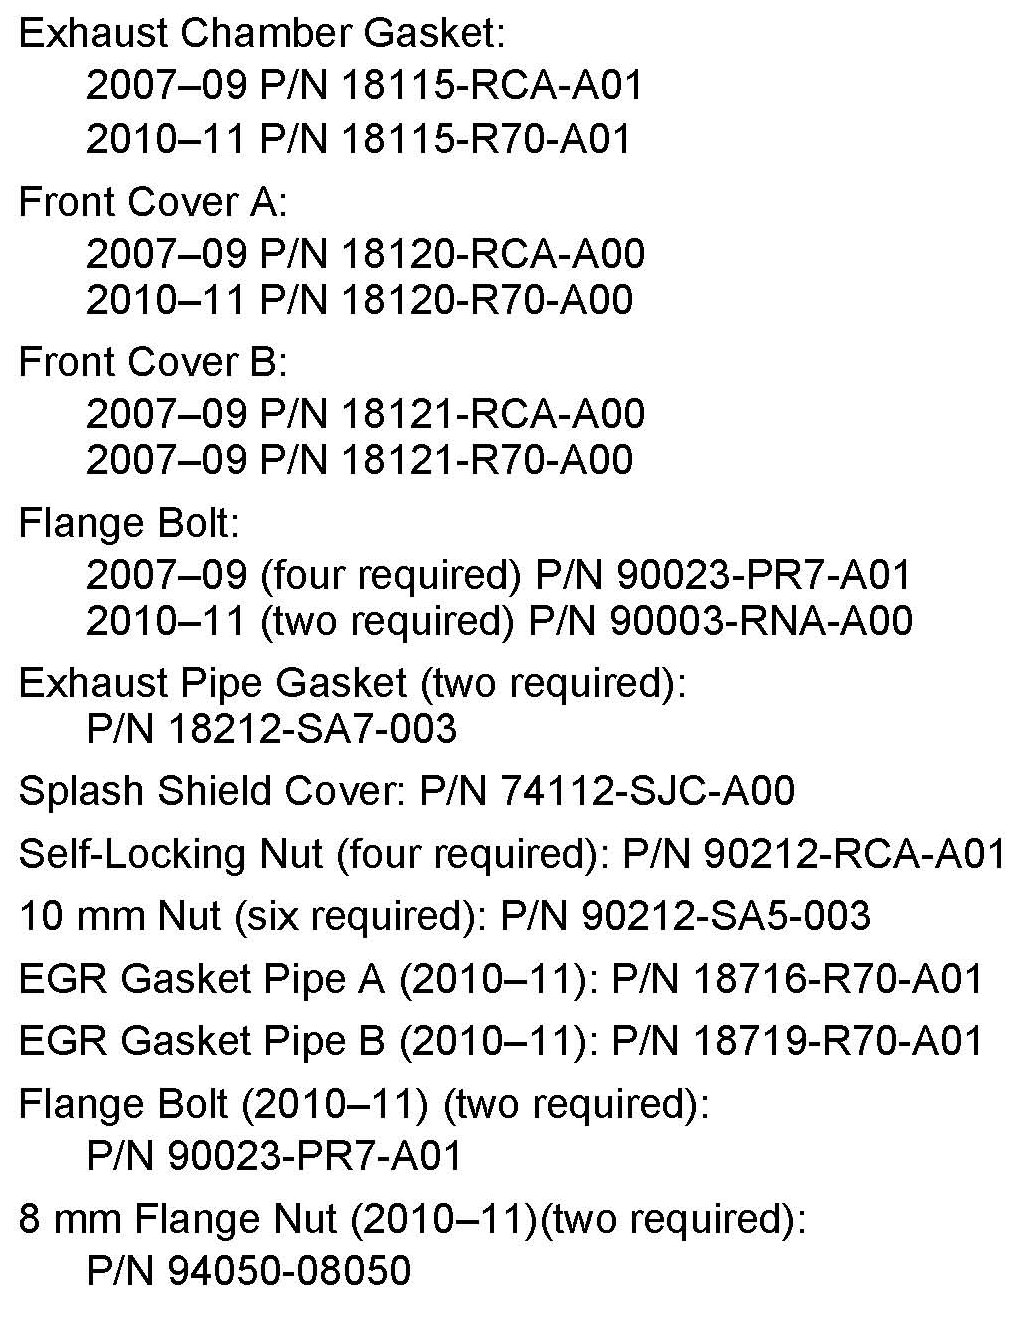 Exhaust Chamber Gasket:
2007–09 P/N 18115-RCA-A01
2010–11 P/N 18115-R70-A01
Front Cover A:
2007–09 P/N 18120-RCA-A00
2010–11 P/N 18120-R70-A00
Front Cover B:
2007–09 P/N 18121-RCA-A00
2007–09 P/N 18121-R70-A00
Flange Bolt:
2007–09 (four required) P/N 90023-PR7-A01
2010–11 (two required) P/N 90003-RNA-A00
Exhaust Pipe Gasket (two required):
P/N 18212-SA7-003
Splash Shield Cover: P/N 74112-SJC-A00
Self-Locking Nut (four required): P/N 90212-RCA-A01
10 mm Nut (six required): P/N 90212-SA5-003
EGR Gasket Pipe A (2010–11): P/N 18716-R70-A01
EGR Gasket Pipe B (2010–11): P/N 18719-R70-A01
Flange Bolt (2010–11) (two required):
P/N 90023-PR7-A01
8 mm Flange Nut (2010–11)(two required):
P/N 94050-08050